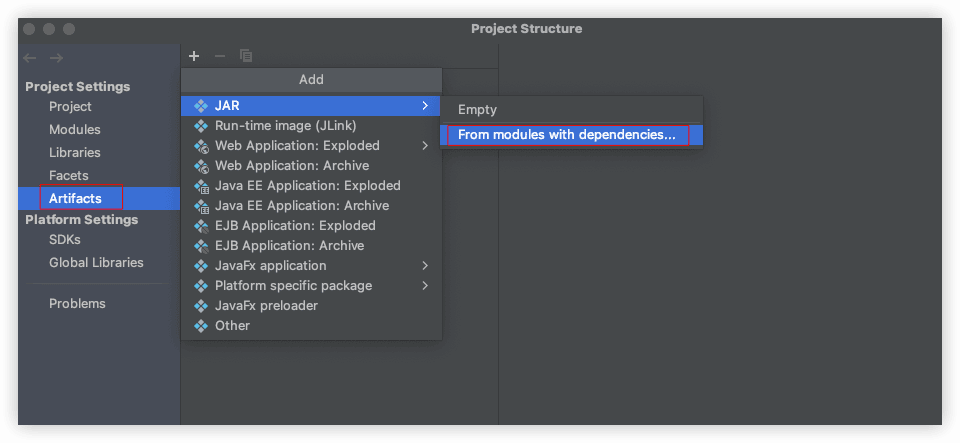 Project Structure
Project Settings
Project
Modules
Libraries
Facets
Artifacts
Platform Settings
SDKs
Global Libraries
Problems
Add
JAR
Run-time image (JLink)
Web Application: Exploded
Web Application: Archive
Java EE Application: Exploded
Java EE Application: Archive
EJB Application: Exploded
EJB Application: Archive
JavaFx application
Platform specific package
JavaFx preloader
Other
Empty
From modules with dependencies...